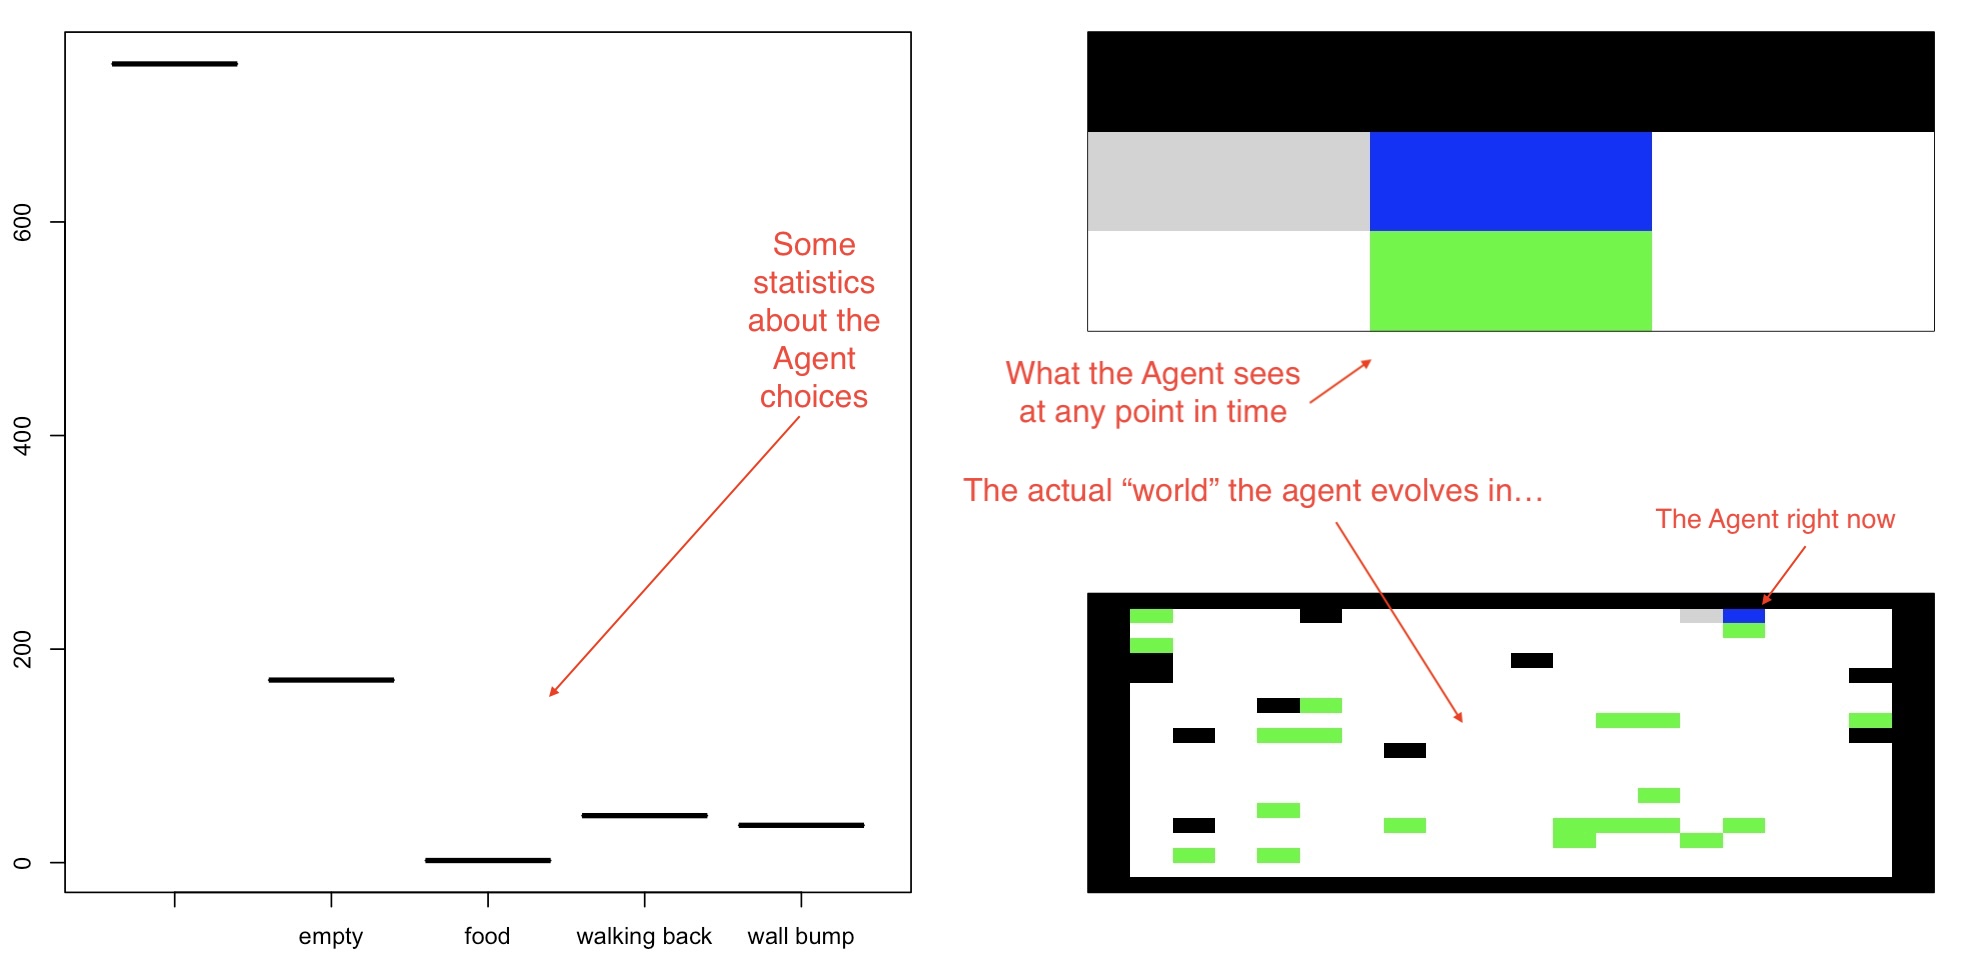 600
400
200
0
empty
food
walking back
wall bump
Some
statistics
about the
Agent
choices
What the Agent sees
at any point in time
The actual “world” the agent evolves in…
The Agent right now